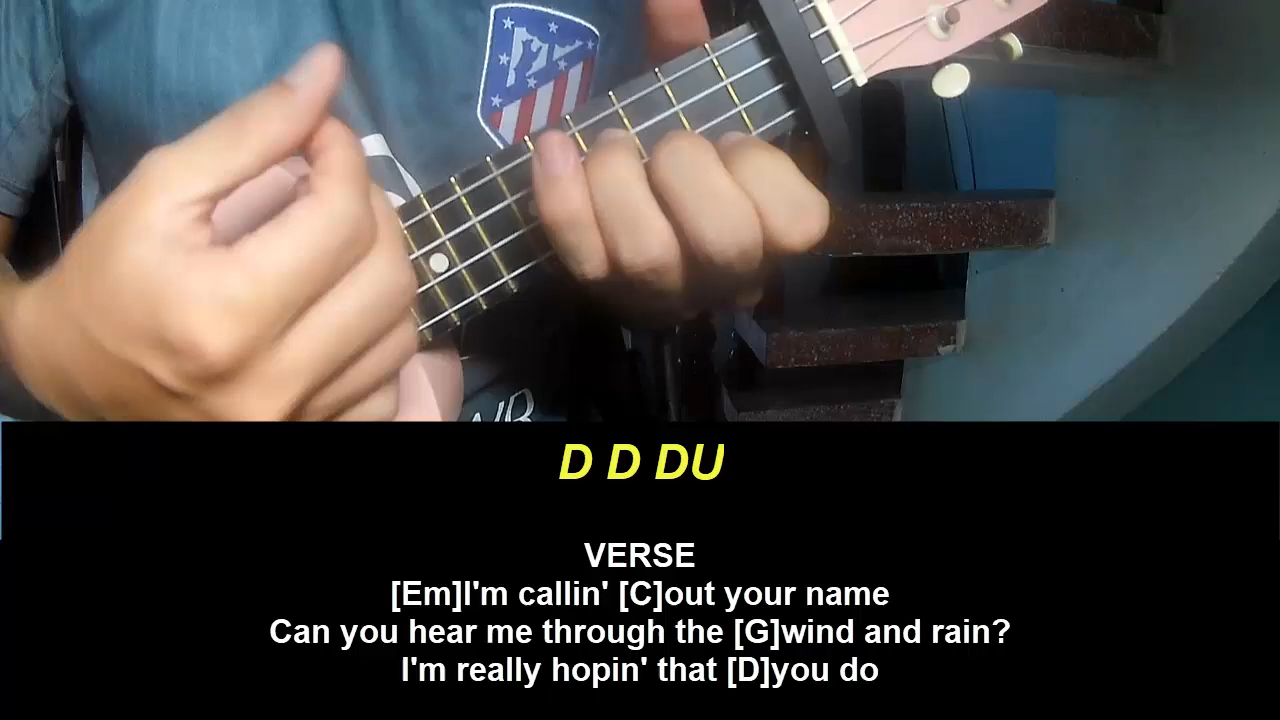 D D DU
VERSE
[Em]I'm callin' [C]out your name
Can you hear me through the [G]wind and rain?
I'm really hopin' that [D]you do